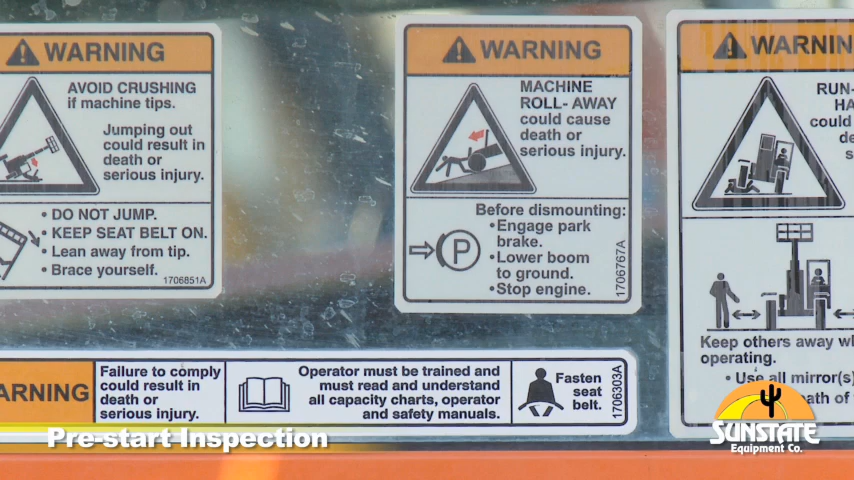 WARNING
AVOID CRUSHING
if machine tips.
Jumping out
could result in
death or
serious injury.
• DO NOT JUMP.
• KEEP SEAT BELT ON.
• Lean away from tip.
• Brace yourself.
1706851A
WARNING
MACHINE
ROLL- AWAY
could cause
death or
serious injury.
P
Before dismounting:
• Engage park
brake.
• Lower boom
to ground.
• Stop engine.
1706767A
WARNIN
RUN-
HA
could
de
s
Keep others away wh
operating.
• Use all mirror(s)
path of
ARNING
Failure to comply
could result in
death or
serious injury.
Operator must be trained and
must read and understand
all capacity charts, operator
and safety manuals.
Fasten
seat
belt.
1706303A
Pre-start Inspection
SUNSTATE
Equipment Co.